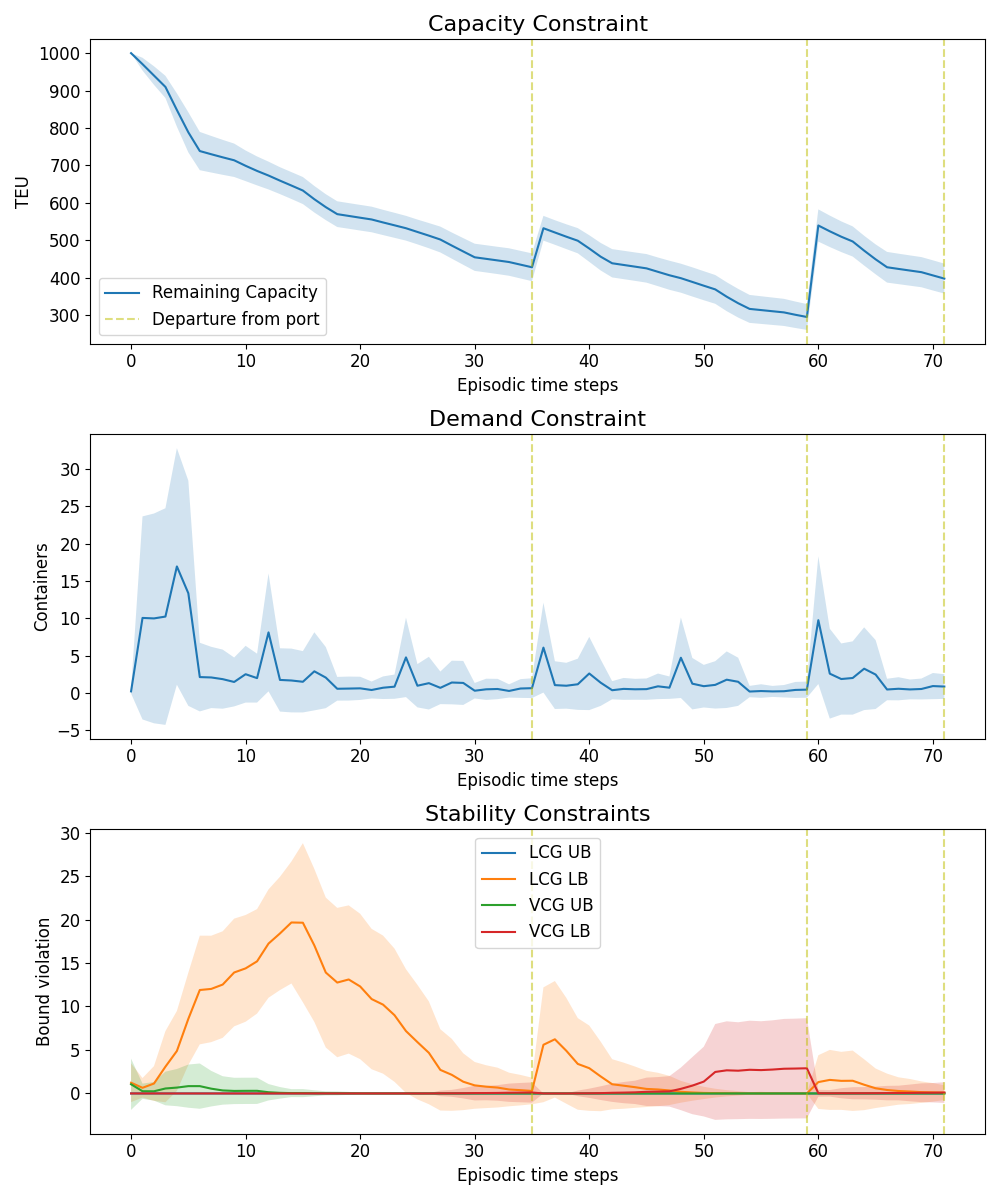 Capacity Constraint
1000
900
800
700
600
500
400
300
TEU
Remaining Capacity
Departure from port
0 10 20 30 40 50 60 70
Episodic time steps
Demand Constraint
30
25
20
15
10
5
0
−5
Containers
0 10 20 30 40 50 60 70
Episodic time steps
Stability Constraints
30
25
20
15
10
5
0
Bound violation
LCG UB
LCG LB
VCG UB
VCG LB
0 10 20 30 40 50 60 70
Episodic time steps